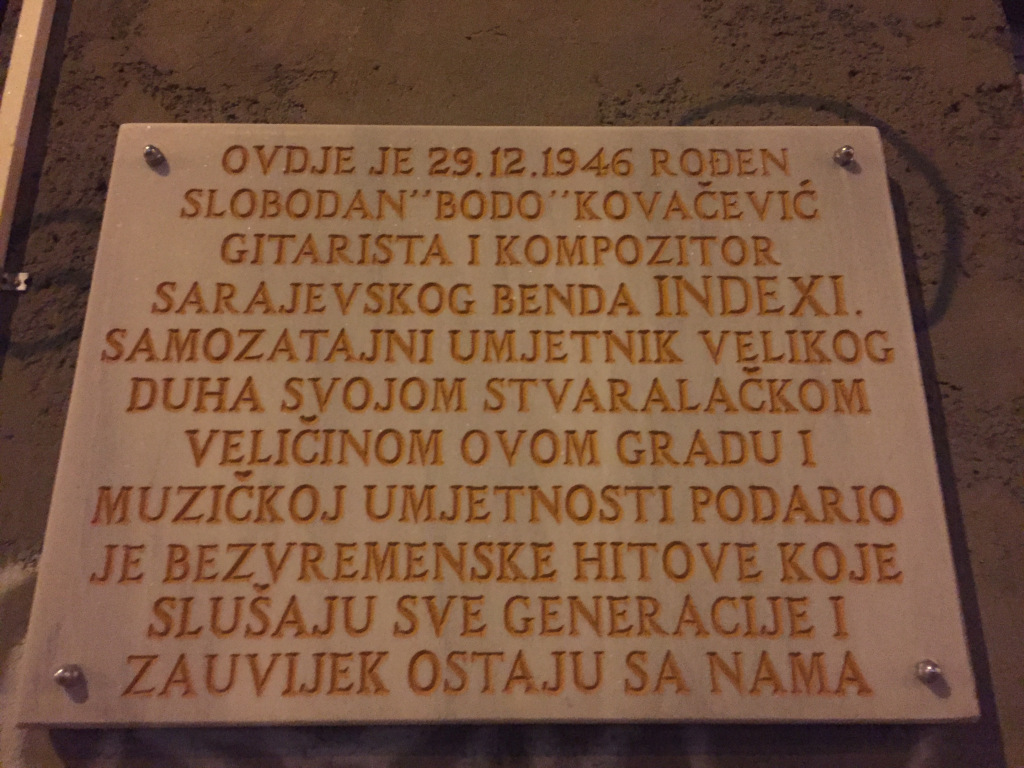 OVDJE JE 29.12.1946 ROĐEN
SLOBODAN"BODO"KOVAČEVIĆ
GITARISTA I KOMPOZITOR
SARAJEVSKOG BENDA INDEXI.
SAMOZATAJNI UMJETNIK VELIKOG
DUHA SVOJOM STVARALAČKOM
VELIČINOM OVOM GRADU I
MUZIČKOJ UMJETNOSTI PODARIO
JE BEZVREMENSKE HITOVE KOJE
SLUŠAJU SVE GENERACIJE I
ZAUVIJEK OSTAJU SA NAMA